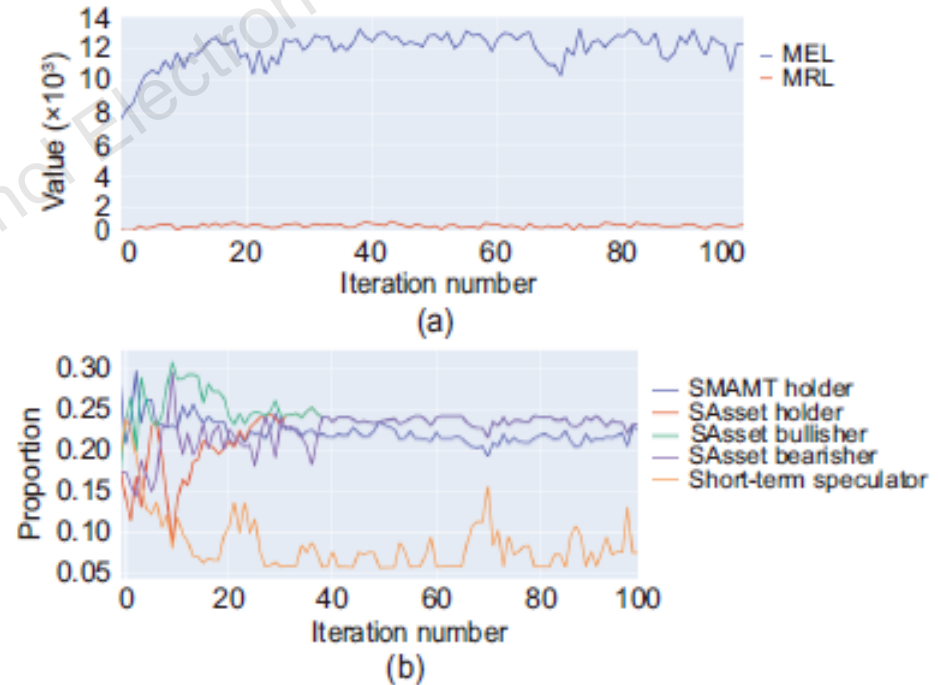 14
12
10
8
6
4
2
0
Value (×10³)
MEL
MRL
0 20 40 60 80 100
Iteration number
(a)
0.30
0.25
0.20
0.15
0.10
0.05
Proportion
SMAMT holder
SAsset holder
SAsset bullisher
SAsset bearisher
Short-term speculator
0 20 40 60 80 100
Iteration number
(b)